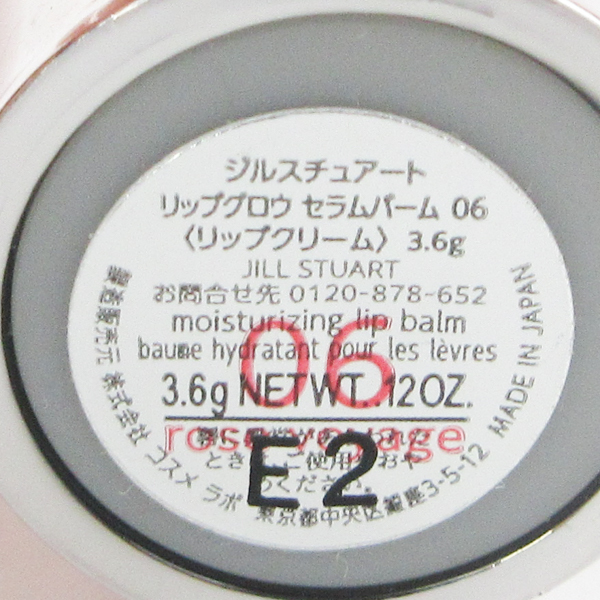 ジルスチュアート
リップグロウ セラムバーム 06
〈リップクリーム〉 3.6g
JILL STUART
お問合せ先 0120-878-652
moisturizing lip balm
baume hydratant pour les lèvres
06
3.6g NET WT. .12OZ.
rose voyage
E2
製造販売元 株式会社 コスメ ラボ 東京都中央区銀座3-5-12 MADE IN JAPAN